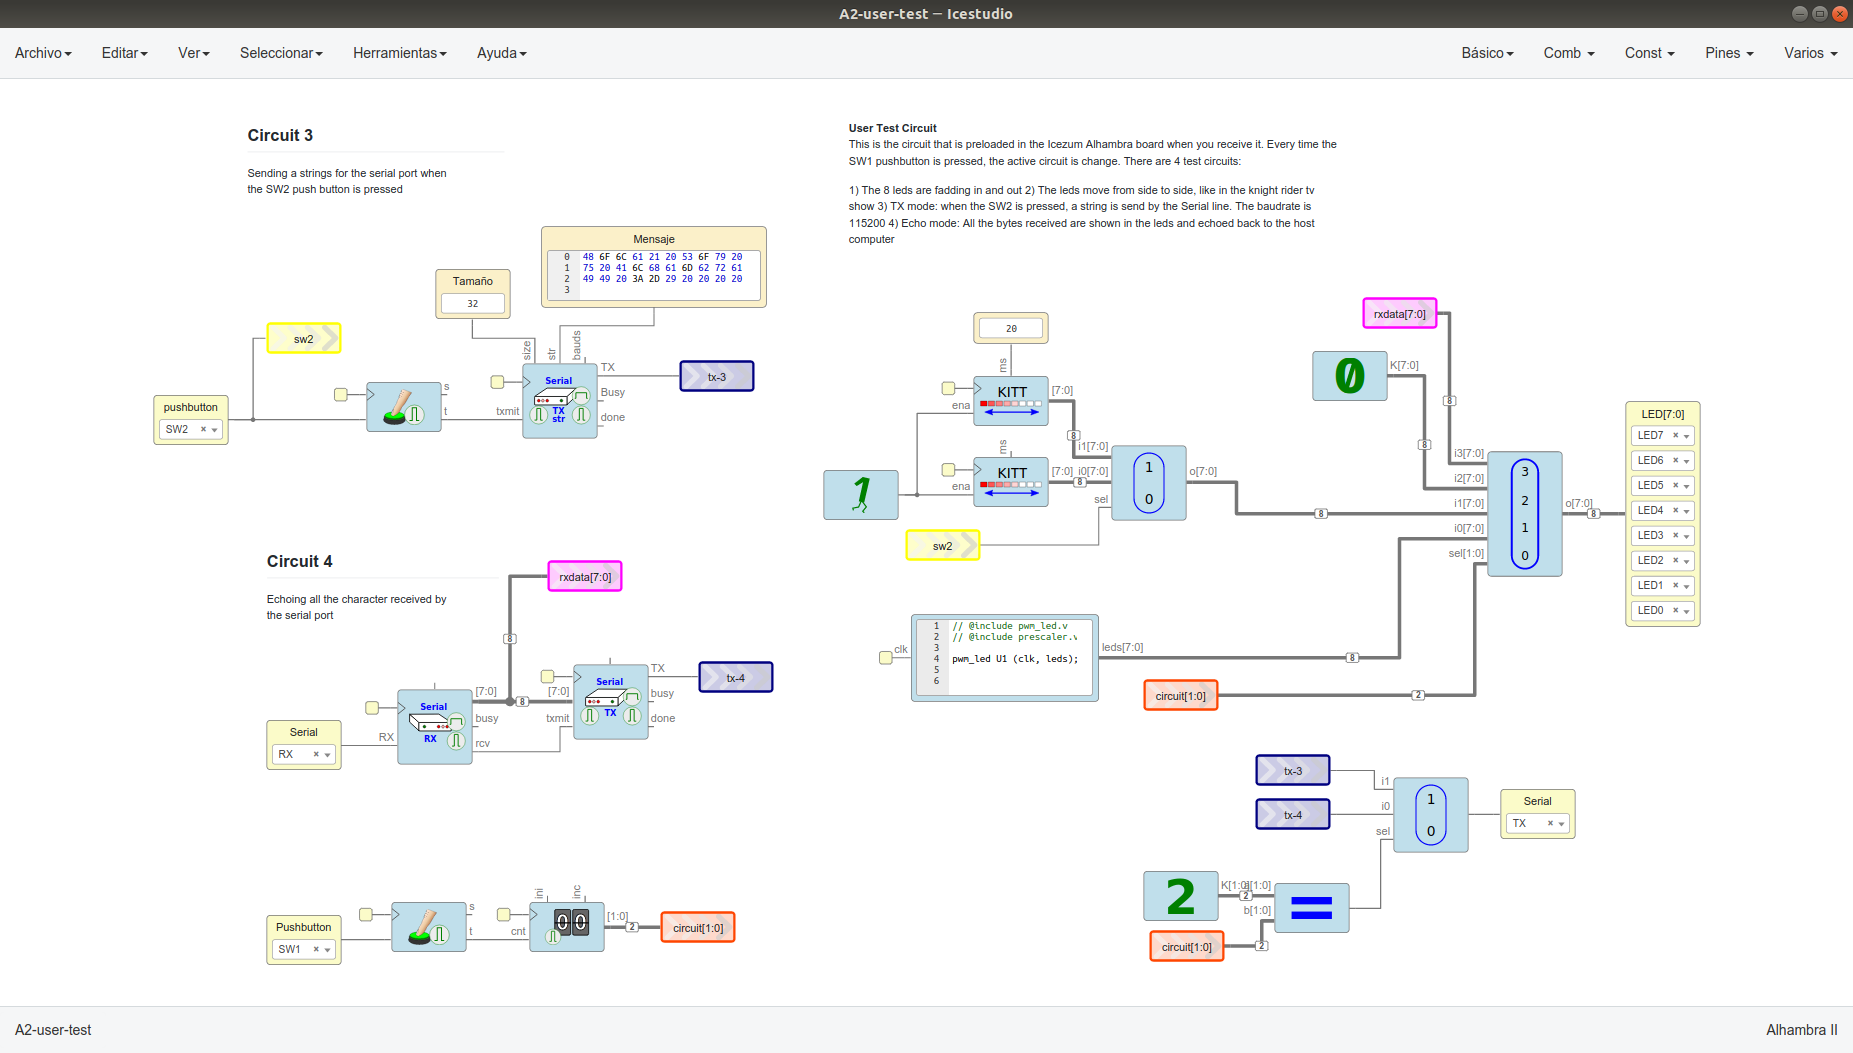 A2-user-test — Icestudio
Archivo Editar Ver Seleccionar Herramientas Ayuda Básico Comb Const Pines Varios
Circuit 3
Sending a strings for the serial port when
the SW2 push button is pressed
User Test Circuit
This is the circuit that is preloaded in the Icezum Alhambra board when you receive it. Every time the
SW1 pushbutton is pressed, the active circuit is change. There are 4 test circuits:
1) The 8 leds are fadding in and out 2) The leds move from side to side, like in the knight rider tv
show 3) TX mode: when the SW2 is pressed, a string is send by the Serial line. The baudrate is
115200 4) Echo mode: All the bytes received are shown in the leds and echoed back to the host
computer
Mensaje
0 48 6F 6C 61 21 20 53 6F 79 20
1 75 20 41 6C 68 61 6D 62 72 61
2 49 49 20 3A 2D 29 20 20 20 20
3
Tamaño
32
sw2
size
str
bauds
pushbutton
SW2
s
t
txmit
Serial
TX
str
TX
Busy
done
tx-3
20
ms
ena
KITT
[7:0]
8
ms
ena
KITT
[7:0]
8
1
sw2
i1[7:0]
i0[7:0]
sel
1
0
o[7:0]
8
rxdata[7:0]
8
0
K[7:0]
8
i3[7:0]
i2[7:0]
i1[7:0]
i0[7:0]
sel[1:0]
3
2
1
0
o[7:0]
8
LED[7:0]
LED7
LED6
LED5
LED4
LED3
LED2
LED1
LED0
clk
1 // @include pwm_led.v
2 // @include prescaler.v
3
4 pwm_led U1 (clk, leds);
5
6
leds[7:0]
8
circuit[1:0]
2
Circuit 4
Echoing all the character received by
the serial port
rxdata[7:0]
8
Serial
RX
RX
Serial
RX
[7:0]
busy
rcv
8
[7:0]
txmit
Serial
TX
TX
busy
done
tx-4
tx-3
tx-4
i1
i0
sel
1
0
Serial
TX
2
K[1:0]
[1:0]
2
b[1:0]
=
circuit[1:0]
2
Pushbutton
SW1
s
t
cnt
ini
inc
00
[1:0]
2
circuit[1:0]
A2-user-test
Alhambra II